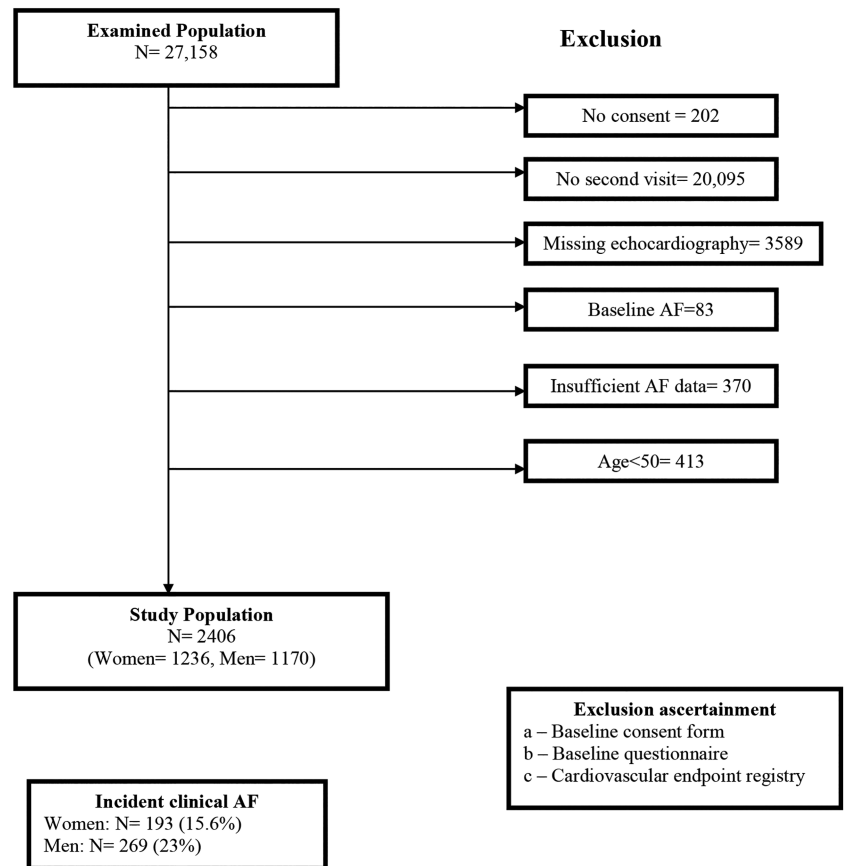 Examined Population
N= 27,158
Exclusion
No consent = 202
No second visit= 20,095
Missing echocardiography= 3589
Baseline AF=83
Insufficient AF data= 370
Age<50= 413
Study Population
N= 2406
(Women= 1236, Men= 1170)
Exclusion ascertainment
a – Baseline consent form
b – Baseline questionnaire
c – Cardiovascular endpoint registry
Incident clinical AF
Women: N= 193 (15.6%)
Men: N= 269 (23%)